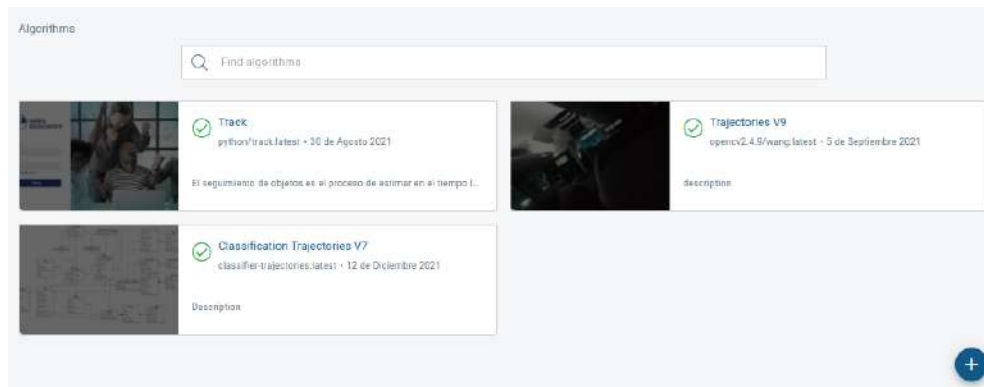 Algorithms
Find algorithms
Track
python/track:latest • 30 de Agosto 2021
El seguimiento de objetos es el proceso de estimar en el tiempo l...
Trajectories V9
opencv2.4.9/wang:latest • 5 de Septiembre 2021
description
Classification Trajectories V7
classifier-trajectories:latest • 12 de Diciembre 2021
Description